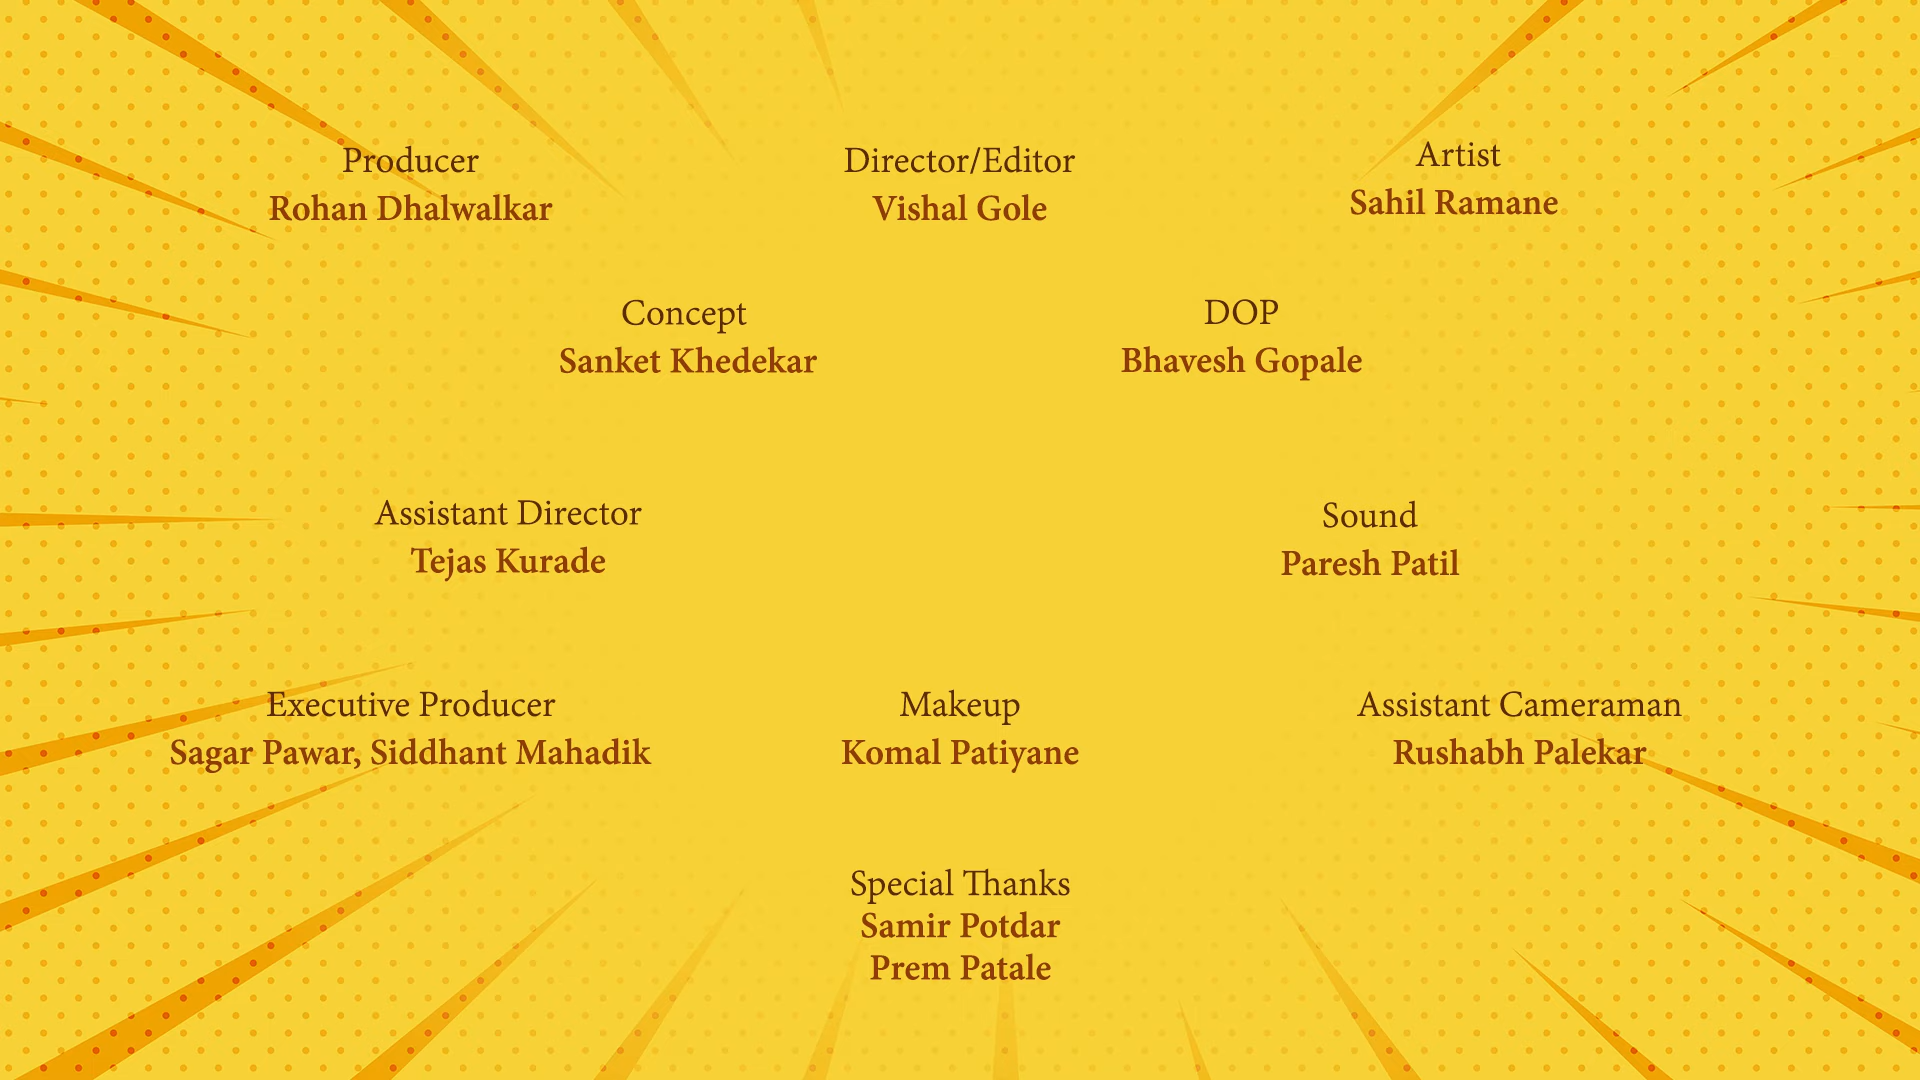 Producer
Rohan Dhalwalkar
Director/Editor
Vishal Gole
Artist
Sahil Ramane
Concept
Sanket Khedekar
DOP
Bhavesh Gopale
Assistant Director
Tejas Kurade
Sound
Paresh Patil
Executive Producer
Sagar Pawar, Siddhant Mahadik
Makeup
Komal Patiyane
Assistant Cameraman
Rushabh Palekar
Special Thanks
Samir Potdar
Prem Patale